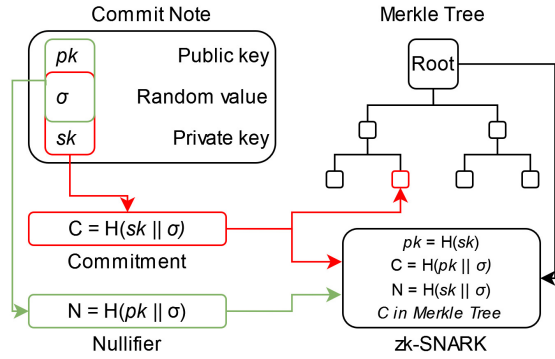 Commit Note
pk Public key
σ Random value
sk Private key
C = H(sk || σ)
Commitment
N = H(pk || σ)
Nullifier
Merkle Tree
Root
pk = H(sk)
C = H(pk || σ)
N = H(sk || σ)
C in Merkle Tree
zk-SNARK